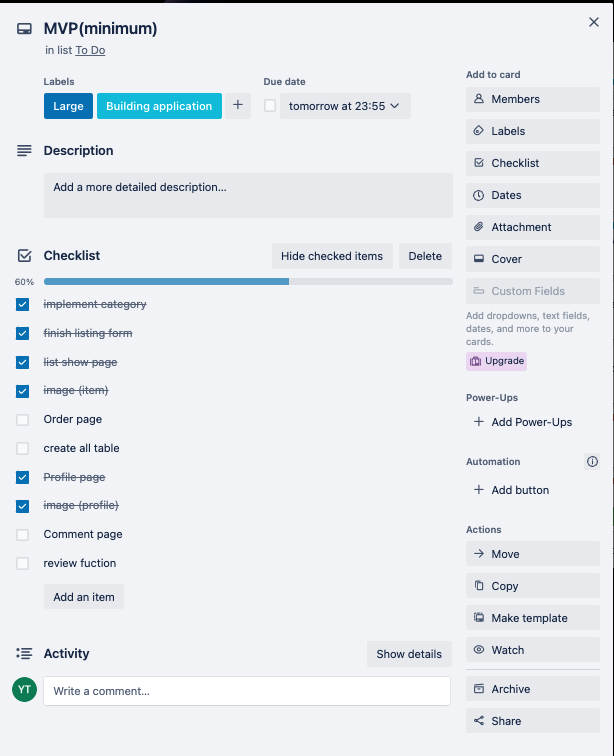 MVP(minimum)
in list To Do
Labels
Large
Building application
Due date
tomorrow at 23:55
Description
Add a more detailed description...
Checklist
Hide checked items
Delete
60%
implement category
finish listing form
list show page
image (item)
Order page
create all table
Profile page
image (profile)
Comment page
review fuction
Add an item
Activity
Show details
YT
Write a comment...
Add to card
Members
Labels
Checklist
Dates
Attachment
Cover
Custom Fields
Add dropdowns, text fields,
dates, and more to your
cards.
Upgrade
Power-Ups
Add Power-Ups
Automation
Add button
Actions
Move
Copy
Make template
Watch
Archive
Share